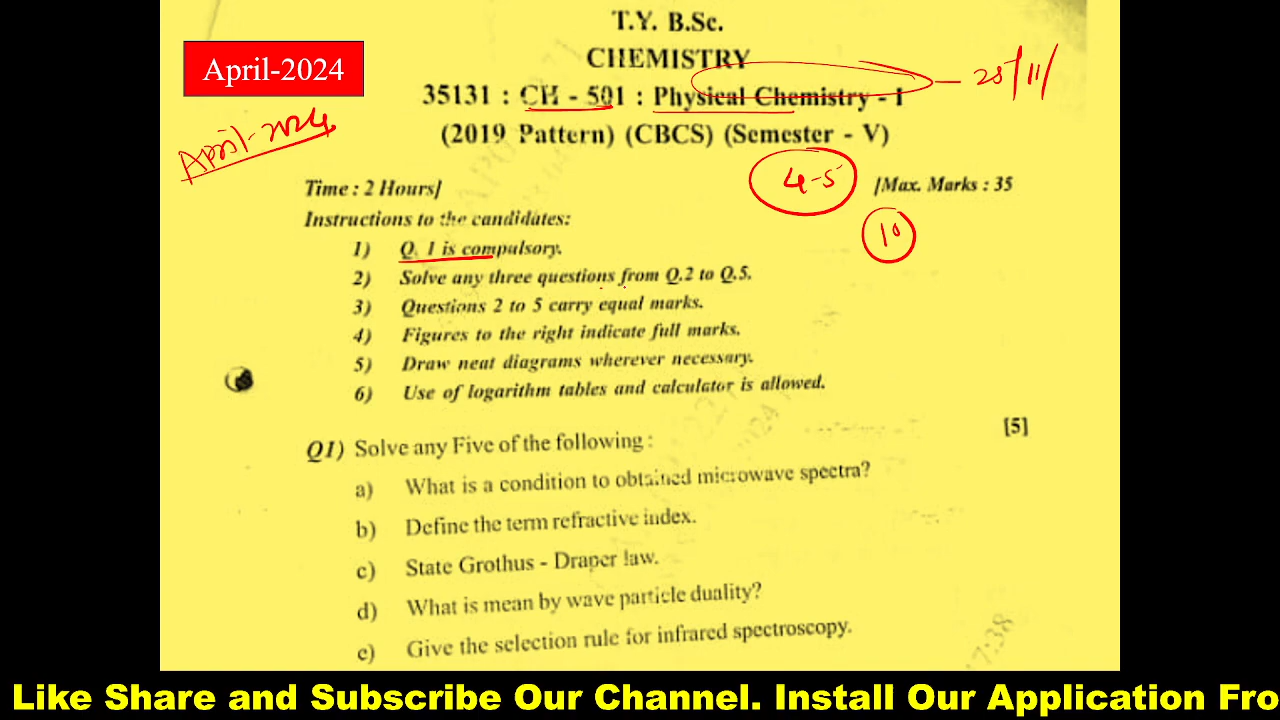 T.Y. B.Sc.
CHEMISTRY
April-2024
35131 : CH - 501 : Physical Chemistry - I
28/11/
April-2024
(2019 Pattern) (CBCS) (Semester - V)
4-5
Time : 2 Hours]
[Max. Marks : 35
Instructions to the candidates:
10
1) Q. 1 is compulsory.
2) Solve any three questions from Q.2 to Q.5.
3) Questions 2 to 5 carry equal marks.
4) Figures to the right indicate full marks.
5) Draw neat diagrams wherever necessary.
6) Use of logarithm tables and calculator is allowed.
Q1) Solve any Five of the following : [5]
a) What is a condition to obtained microwave spectra?
b) Define the term refractive index.
c) State Grothus - Draper law.
d) What is mean by wave particle duality?
e) Give the selection rule for infrared spectroscopy.
Like Share and Subscribe Our Channel. Install Our Application Fro